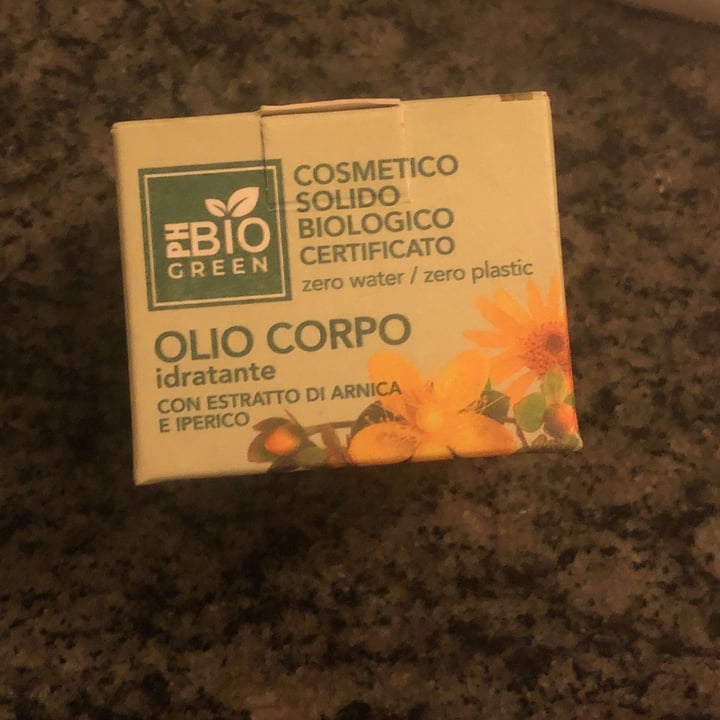 PH BIO
GREEN
COSMETICO
SOLIDO
BIOLOGICO
CERTIFICATO
zero water / zero plastic
OLIO CORPO
idratante
CON ESTRATTO DI ARNICA
E IPERICO